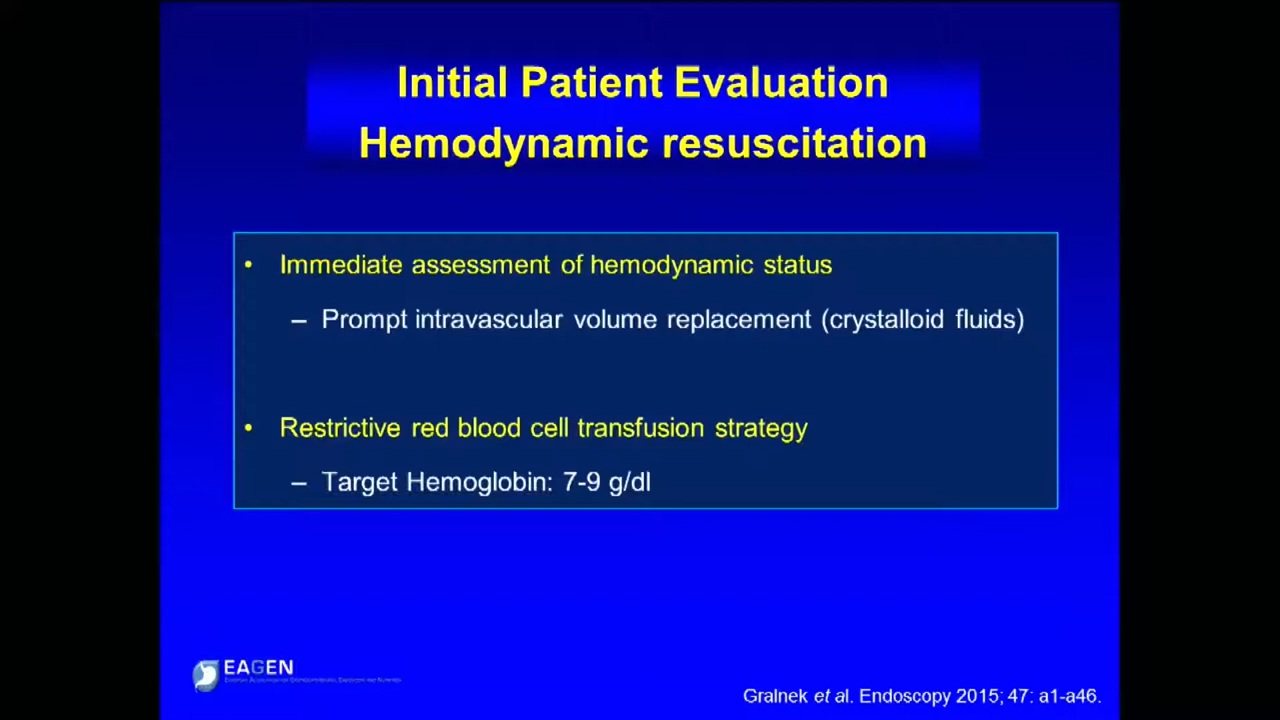 Initial Patient Evaluation
Hemodynamic resuscitation
• Immediate assessment of hemodynamic status
– Prompt intravascular volume replacement (crystalloid fluids)
• Restrictive red blood cell transfusion strategy
– Target Hemoglobin: 7-9 g/dl
EAGEN
Gralnek et al. Endoscopy 2015; 47: a1-a46.